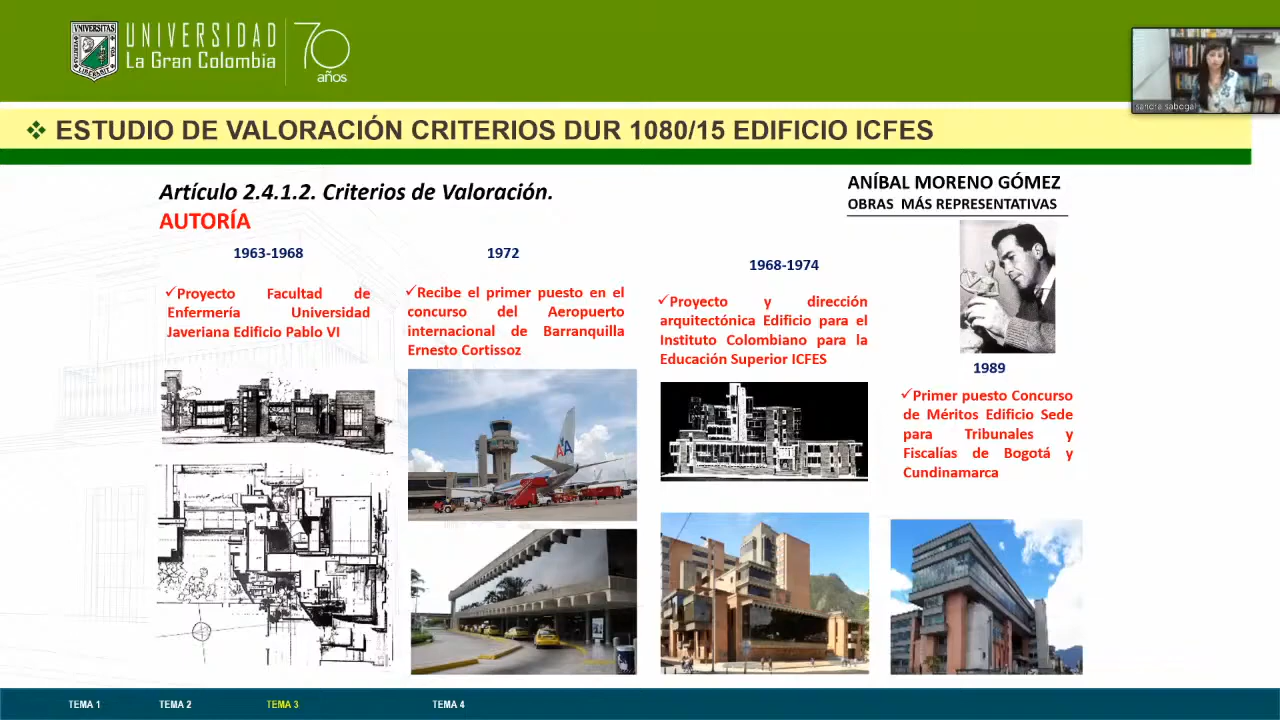 UNIVERSITAS
UNIVERSIDAD
La Gran Colombia
70
años
sandra sabogal
❖ ESTUDIO DE VALORACIÓN CRITERIOS DUR 1080/15 EDIFICIO ICFES
Artículo 2.4.1.2. Criterios de Valoración.
AUTORÍA
ANÍBAL MORENO GÓMEZ
OBRAS MÁS REPRESENTATIVAS
1963-1968
✓Proyecto Facultad de
Enfermería Universidad
Javeriana Edificio Pablo VI
1972
✓Recibe el primer puesto en el
concurso del Aeropuerto
internacional de Barranquilla
Ernesto Cortissoz
AA
1968-1974
✓Proyecto y dirección
arquitectónica Edificio para el
Instituto Colombiano para la
Educación Superior ICFES
1989
✓Primer puesto Concurso
de Méritos Edificio Sede
para Tribunales y
Fiscalías de Bogotá y
Cundinamarca
TEMA 1
TEMA 2
TEMA 3
TEMA 4